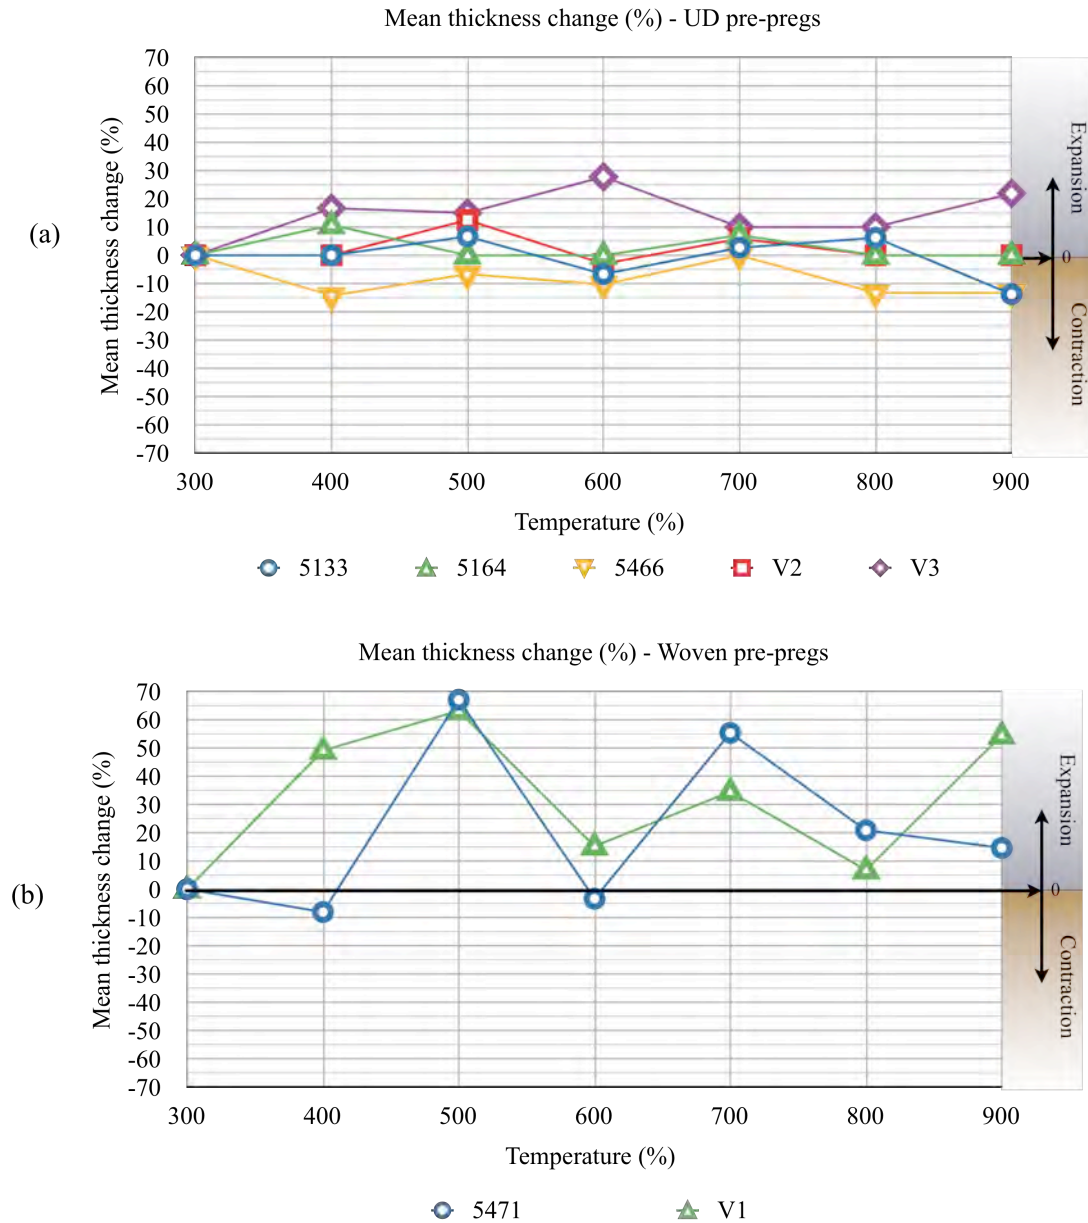 Mean thickness change (%) - UD pre-pregs
70
60
50
40
30
20
10
0
-10
-20
-30
-40
-50
-60
-70
Mean thickness change (%)
(a)
Expansion
0
Contraction
300 400 500 600 700 800 900
Temperature (%)
5133 5164 5466 V2 V3
Mean thickness change (%) - Woven pre-pregs
70
60
50
40
30
20
10
0
-10
-20
-30
-40
-50
-60
-70
Mean thickness change (%)
(b)
Expansion
0
Contraction
300 400 500 600 700 800 900
Temperature (%)
5471 V1